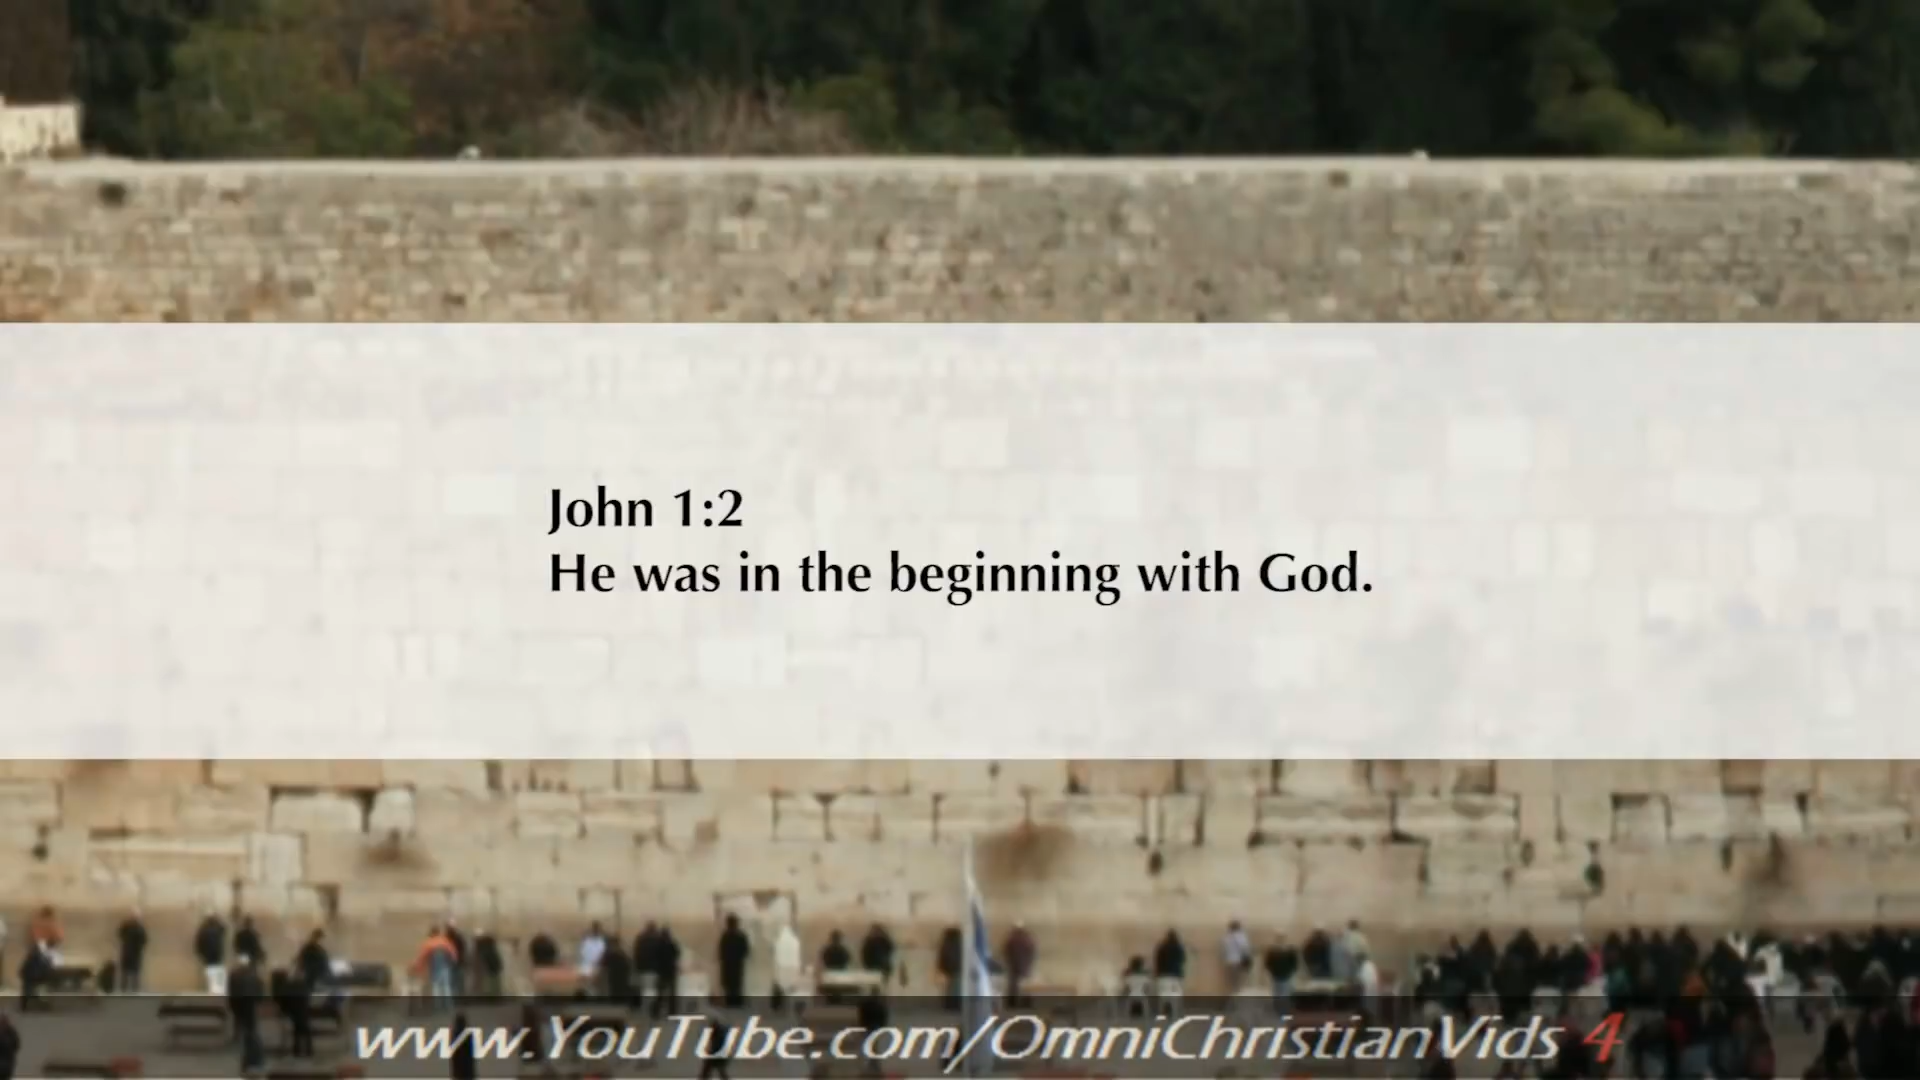 John 1:2
He was in the beginning with God.
www.YouTube.com/OmniChristianVids 4